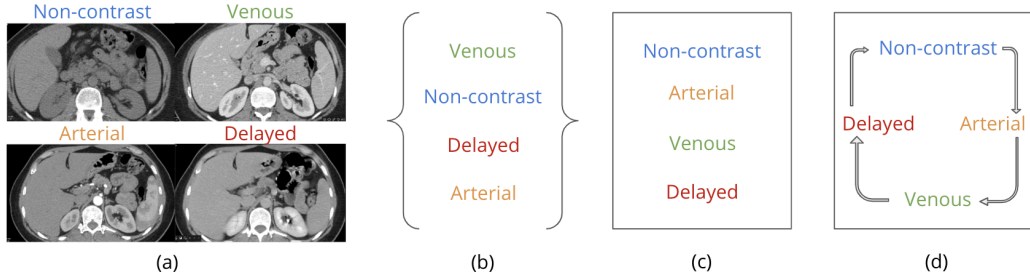 Non-contrast
Venous
Arterial
Delayed
(a)
Venous
Non-contrast
Delayed
Arterial
(b)
Non-contrast
Arterial
Venous
Delayed
(c)
Non-contrast
Delayed
Arterial
Venous
(d)